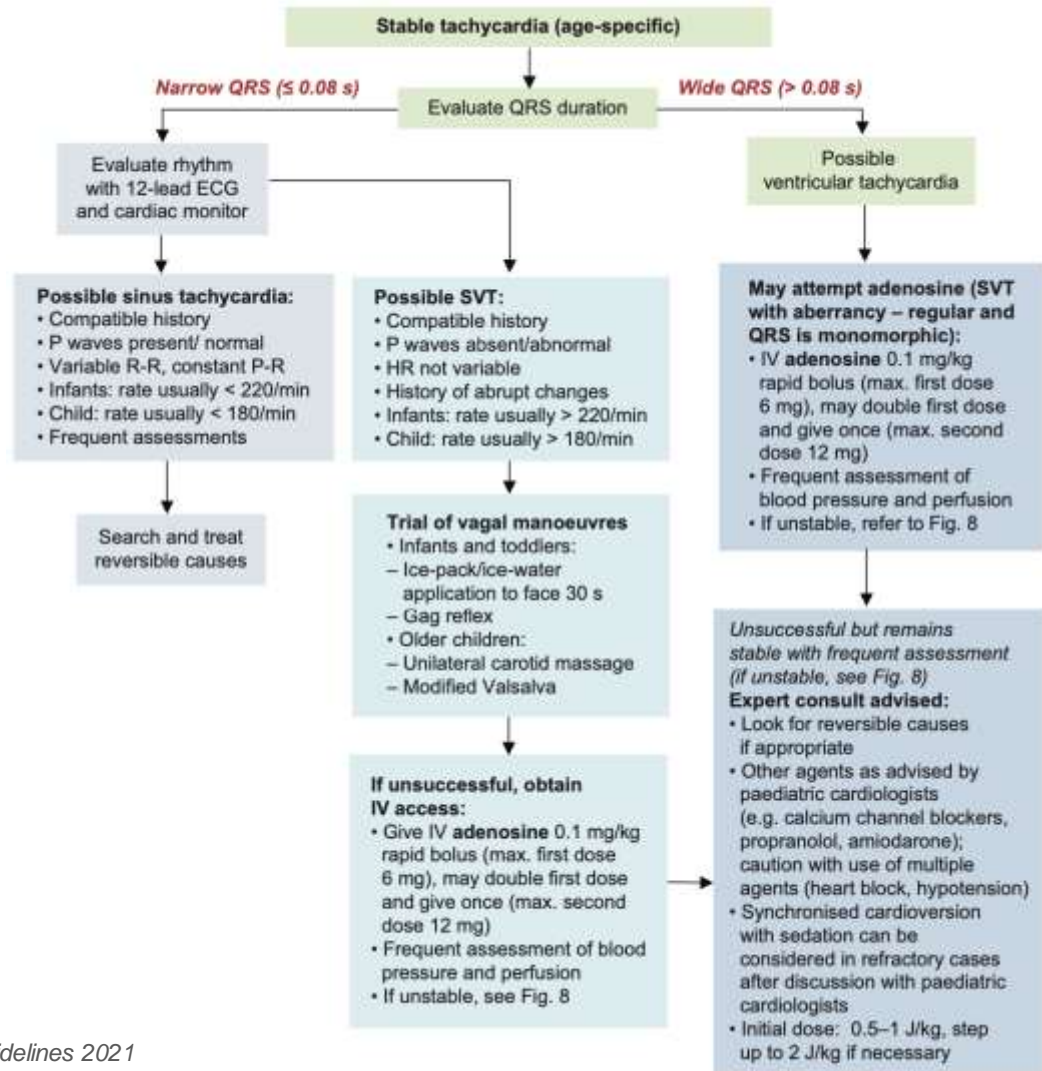 Stable tachycardia (age-specific)
Narrow QRS (≤ 0.08 s)
Evaluate QRS duration
Wide QRS (> 0.08 s)
Evaluate rhythm
with 12-lead ECG
and cardiac monitor
Possible
ventricular tachycardia
Possible sinus tachycardia:
• Compatible history
• P waves present/ normal
• Variable R-R, constant P-R
• Infants: rate usually < 220/min
• Child: rate usually < 180/min
• Frequent assessments
Search and treat
reversible causes
Possible SVT:
• Compatible history
• P waves absent/abnormal
• HR not variable
• History of abrupt changes
• Infants: rate usually > 220/min
• Child: rate usually > 180/min
Trial of vagal manoeuvres
• Infants and toddlers:
– Ice-pack/ice-water
application to face 30 s
– Gag reflex
• Older children:
– Unilateral carotid massage
– Modified Valsalva
If unsuccessful, obtain
IV access:
• Give IV adenosine 0.1 mg/kg
rapid bolus (max. first dose
6 mg), may double first dose
and give once (max. second
dose 12 mg)
• Frequent assessment of blood
pressure and perfusion
• If unstable, see Fig. 8
May attempt adenosine (SVT
with aberrancy – regular and
QRS is monomorphic):
• IV adenosine 0.1 mg/kg
rapid bolus (max. first dose
6 mg), may double first dose
and give once (max. second
dose 12 mg)
• Frequent assessment of
blood pressure and perfusion
• If unstable, refer to Fig. 8
Unsuccessful but remains
stable with frequent assessment
(if unstable, see Fig. 8)
Expert consult advised:
• Look for reversible causes
if appropriate
• Other agents as advised by
paediatric cardiologists
(e.g. calcium channel blockers,
propranolol, amiodarone);
caution with use of multiple
agents (heart block, hypotension)
• Synchronised cardioversion
with sedation can be
considered in refractory cases
after discussion with paediatric
cardiologists
• Initial dose: 0.5–1 J/kg, step
up to 2 J/kg if necessary
idelines 2021